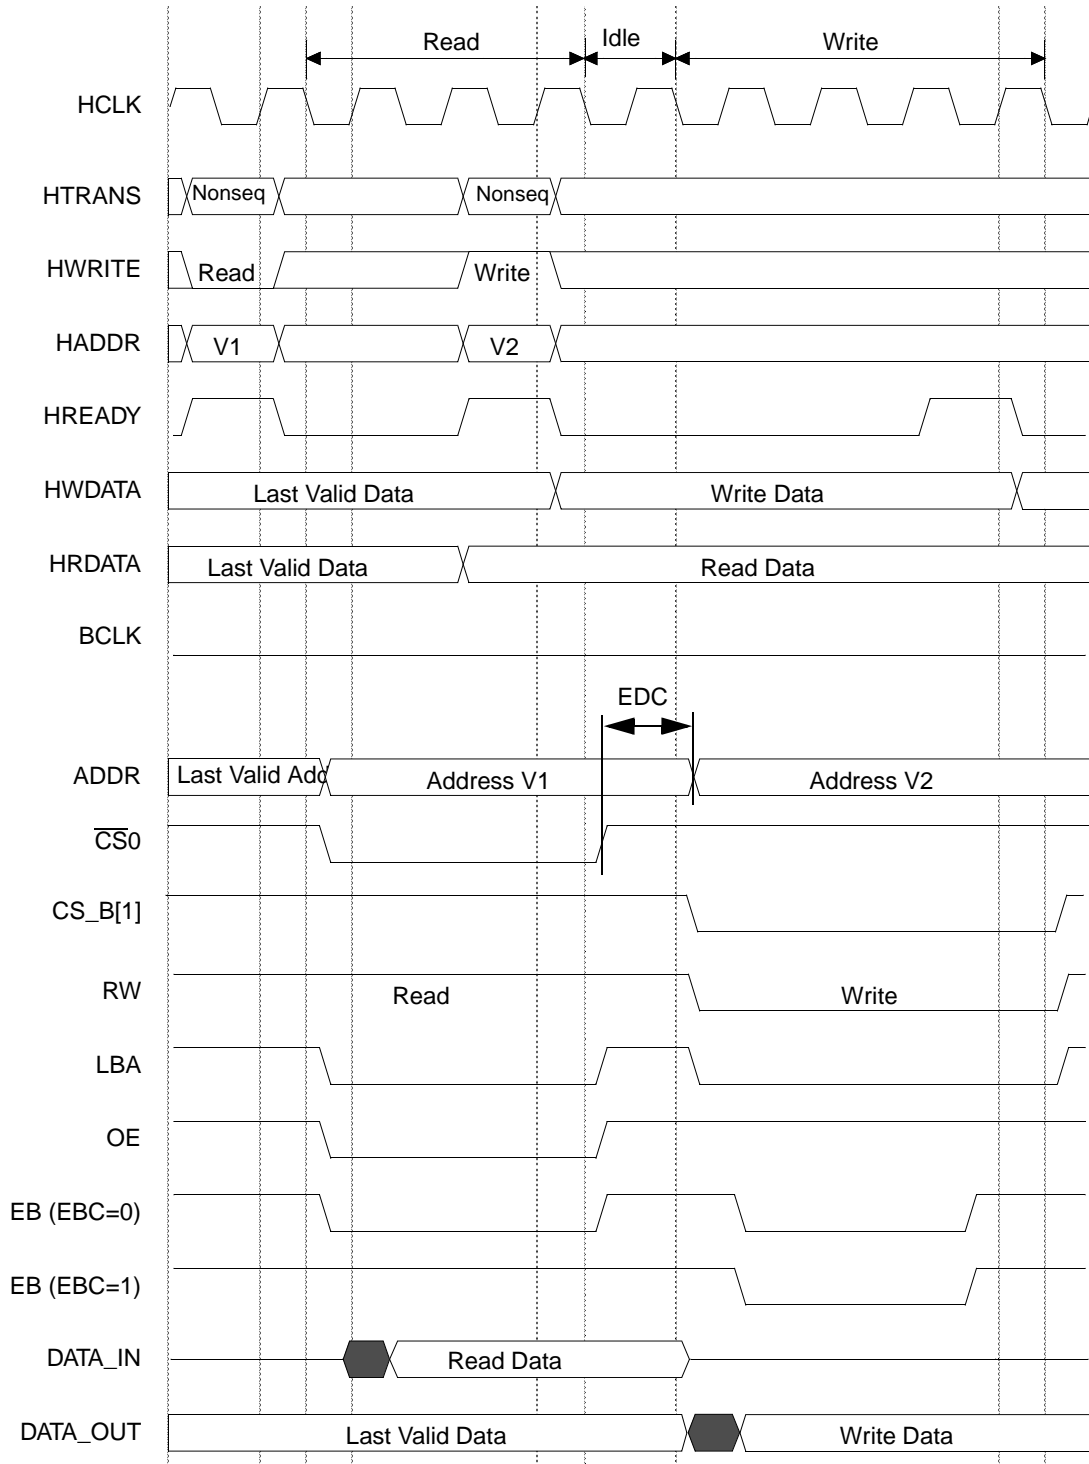 Read Idle Write
HCLK
HTRANS Nonseq Nonseq
HWRITE Read Write
HADDR V1 V2
HREADY
HWDATA Last Valid Data Write Data
HRDATA Last Valid Data Read Data
BCLK
EDC
ADDR Last Valid Add Address V1 Address V2
CS0
CS_B[1]
RW Read Write
LBA
OE
EB (EBC=0)
EB (EBC=1)
DATA_IN Read Data
DATA_OUT Last Valid Data Write Data